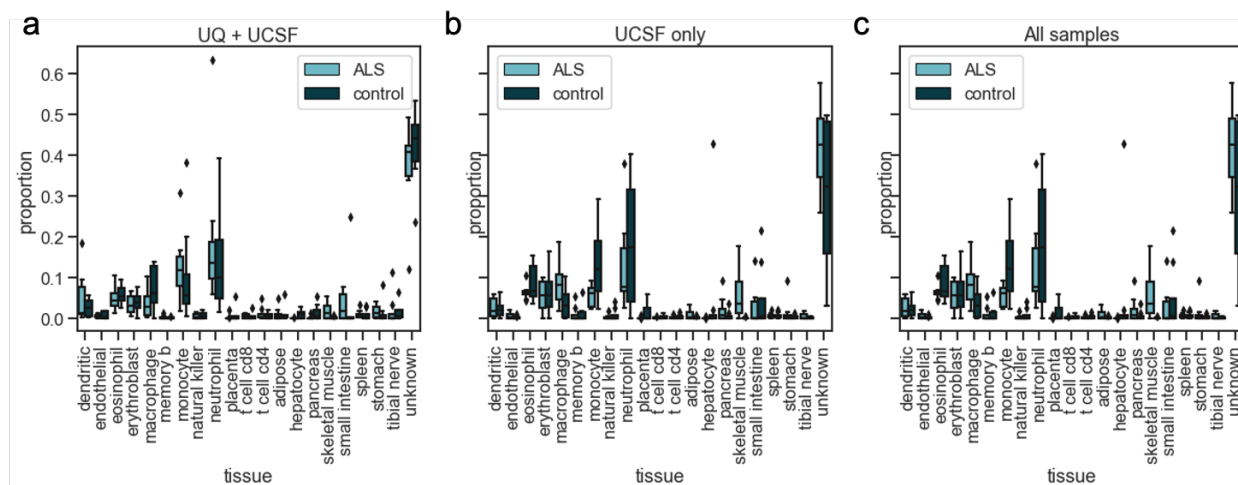 a
UQ + UCSF
ALS
control
proportion
0.6
0.5
0.4
0.3
0.2
0.1
0.0
dendritic
endothelial
eosinophil
erythroblast
macrophage
memory b
monocyte
natural killer
neutrophil
placenta
t cell cd8
t cell cd4
adipose
hepatocyte
pancreas
skeletal muscle
small intestine
spleen
stomach
tibial nerve
unknown
tissue
b
UCSF only
ALS
control
proportion
dendritic
endothelial
eosinophil
erythroblast
macrophage
memory b
monocyte
natural killer
neutrophil
placenta
t cell cd8
t cell cd4
adipose
hepatocyte
pancreas
skeletal muscle
small intestine
spleen
stomach
tibial nerve
unknown
tissue
c
All samples
ALS
control
proportion
dendritic
endothelial
eosinophil
erythroblast
macrophage
memory b
monocyte
natural killer
neutrophil
placenta
t cell cd8
t cell cd4
adipose
hepatocyte
pancreas
skeletal muscle
small intestine
spleen
stomach
tibial nerve
unknown
tissue